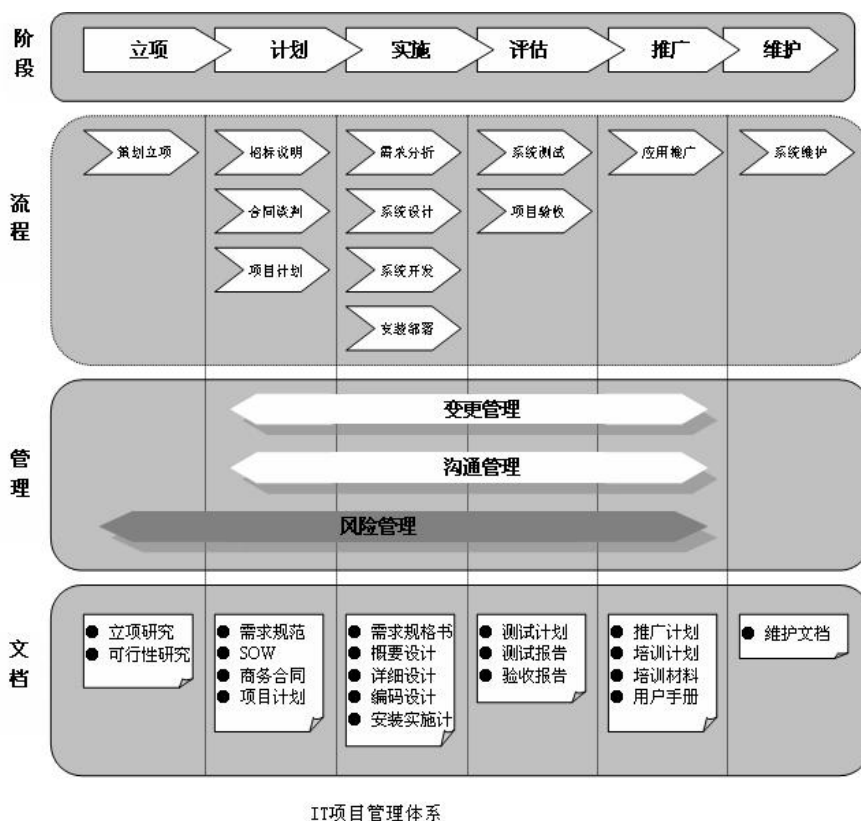 阶段
立项
计划
实施
评估
推广
维护
流程
策划立项
招标说明
需求分析
系统测试
应用推广
系统维护
合同谈判
系统设计
项目验收
项目计划
系统开发
安装部署
管理
变更管理
沟通管理
风险管理
文档
立项研究
可行性研究
需求规范
SOW
商务合同
项目计划
需求规格书
概要设计
详细设计
编码设计
安装实施计
测试计划
测试报告
验收报告
推广计划
培训计划
培训材料
用户手册
维护文档
IT项目管理体系